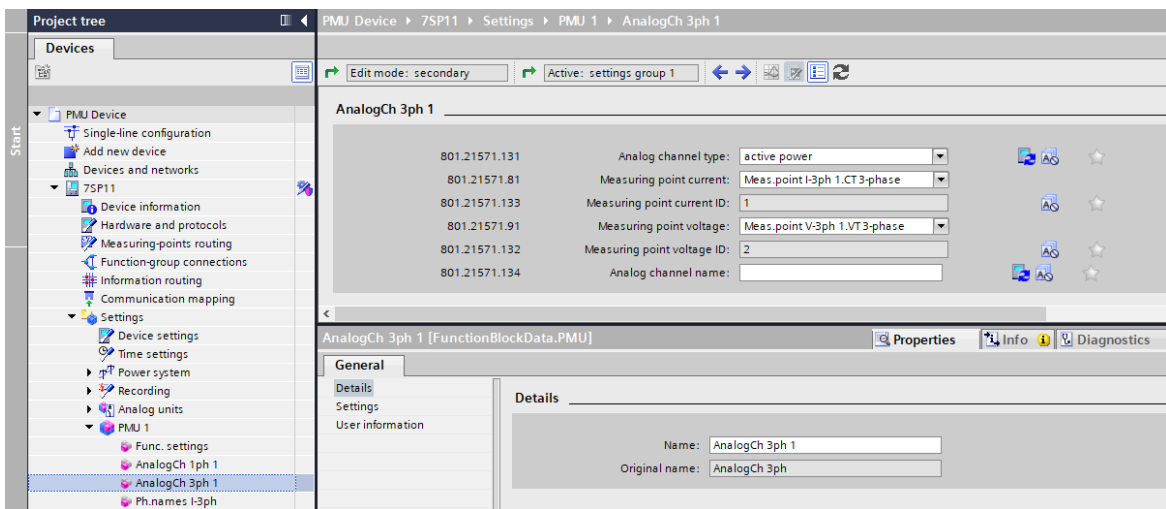 Start
Project tree
Devices
PMU Device
Single-line configuration
Add new device
Devices and networks
7SP11
Device information
Hardware and protocols
Measuring-points routing
Function-group connections
Information routing
Communication mapping
Settings
Device settings
Time settings
Power system
Recording
Analog units
PMU 1
Func. settings
AnalogCh 1ph 1
AnalogCh 3ph 1
Ph.names I-3ph
PMU Device ▸ 7SP11 ▸ Settings ▸ PMU 1 ▸ AnalogCh 3ph 1
Edit mode: secondary Active: settings group 1
AnalogCh 3ph 1
801.21571.131 Analog channel type: active power
801.21571.81 Measuring point current: Meas.point I-3ph 1.CT 3-phase
801.21571.133 Measuring point current ID: 1
801.21571.91 Measuring point voltage: Meas.point V-3ph 1.VT 3-phase
801.21571.132 Measuring point voltage ID: 2
801.21571.134 Analog channel name:
AnalogCh 3ph 1 [FunctionBlockData.PMU] Properties Info Diagnostics
General
Details
Settings
User information
Details
Name: AnalogCh 3ph 1
Original name: AnalogCh 3ph